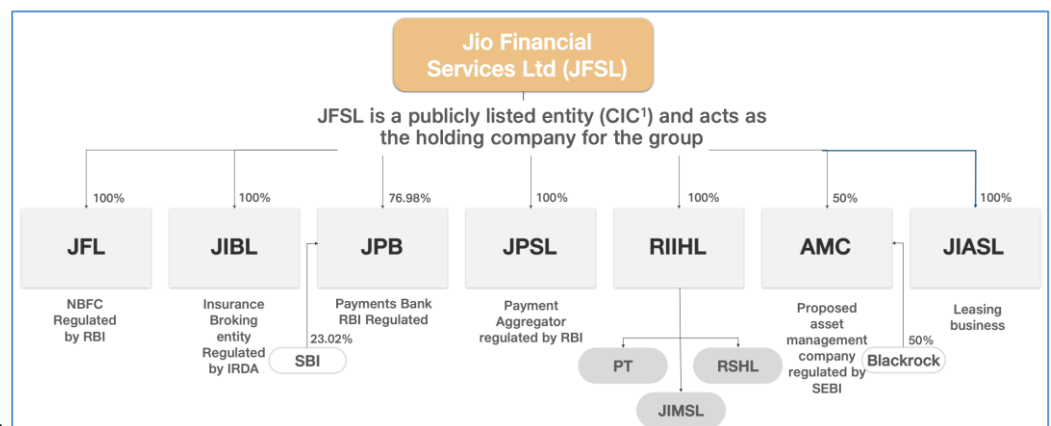 Jio Financial
Services Ltd (JFSL)
JFSL is a publicly listed entity (CIC¹) and acts as
the holding company for the group
100%
100%
76.98%
100%
100%
50%
100%
JFL
JIBL
JPB
JPSL
RIIHL
AMC
JIASL
NBFC
Regulated
by RBI
Insurance
Broking
entity
Regulated
by IRDA
23.02%
SBI
Payments Bank
RBI Regulated
Payment
Aggregator
regulated by RBI
PT
RSHL
JIMSL
Proposed
asset
management
company
regulated by
SEBI
50%
Blackrock
Leasing
business